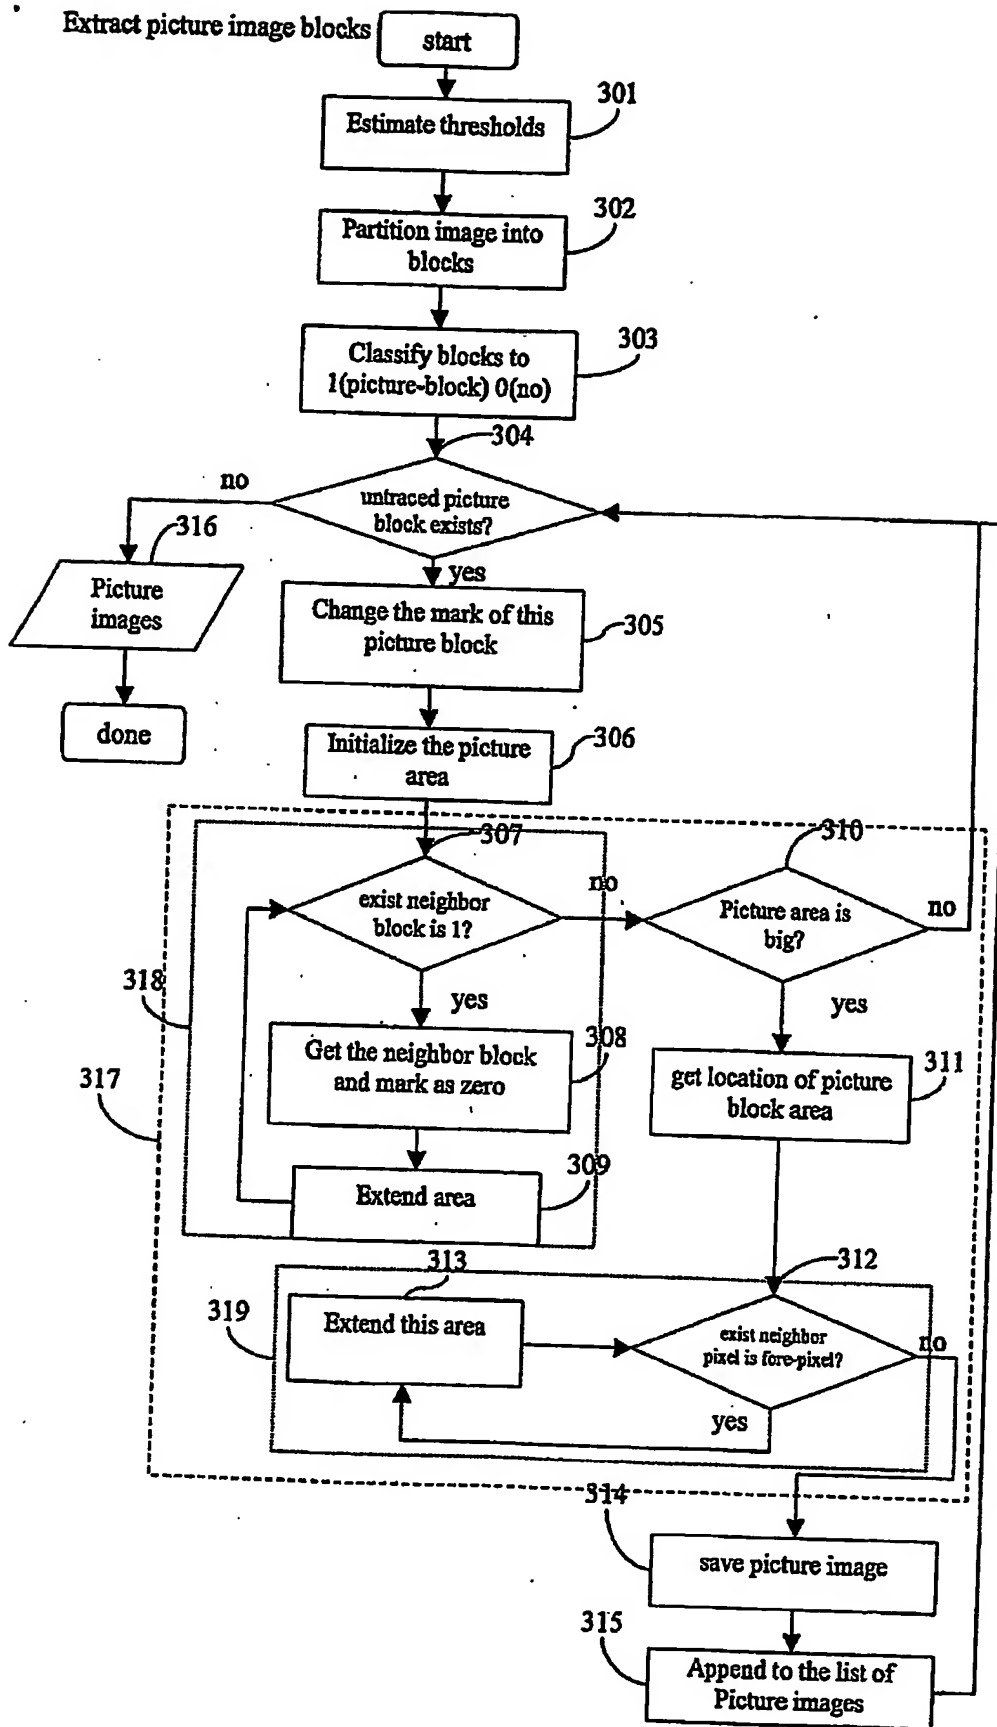 Extract picture image blocks
start
301
Estimate thresholds
302
Partition image into
blocks
303
Classify blocks to
1(picture-block) 0(no)
304
no
untraced picture
block exists?
316
Picture
images
yes
Change the mark of this
picture block
305
done
Initialize the picture
area
306
307
310
exist neighbor
block is 1?
no
Picture area is
big?
no
318
yes
yes
308
Get the neighbor block
and mark as zero
317
get location of picture
block area
311
309
Extend area
313
312
319
Extend this area
exist neighbor
pixel is fore-pixel?
no
yes
314
save picture image
315
Append to the list of
Picture images